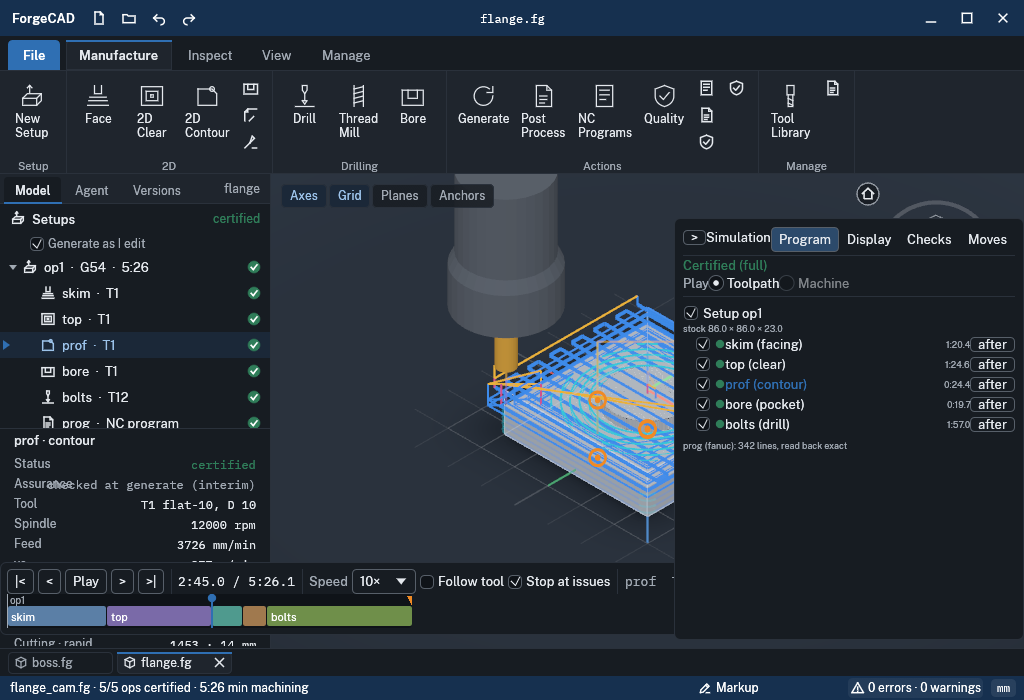 ForgeCAD
flange.fg
File
Manufacture
Inspect
View
Manage
New Setup
Face
2D Clear
2D Contour
Drill
Thread Mill
Bore
Generate
Post Process
NC Programs
Quality
Tool Library
Setup
2D
Drilling
Actions
Manage
Model
Agent
Versions
flange
Axes
Grid
Planes
Anchors
Setups
certified
Generate as I edit
op1 · G54 · 5:26
skim · T1
top · T1
prof · T1
bore · T1
bolts · T12
prog · NC program
prof · contour
Status certified
Assurance checked at generate (interim)
Tool T1 flat-10, D 10
Spindle 12000 rpm
Feed 3726 mm/min
> Simulation
Program
Display
Checks
Moves
Certified (full)
Play Toolpath Machine
Setup op1
stock 86.0 × 86.0 × 23.0
skim (facing) 1:20.4 after
top (clear) 1:24.6 after
prof (contour) 0:24.4 after
bore (pocket) 0:19.7 after
bolts (drill) 1:57.0 after
prog (fanuc): 342 lines, read back exact
|< < Play > >| 2:45.0 / 5:26.1 Speed 10× Follow tool Stop at issues prof
op1
skim top bolts
Cutting · rapid 1453 · 14 mm
boss.fg
flange.fg
flange_cam.fg · 5/5 ops certified · 5:26 min machining
Markup
0 errors · 0 warnings
mm